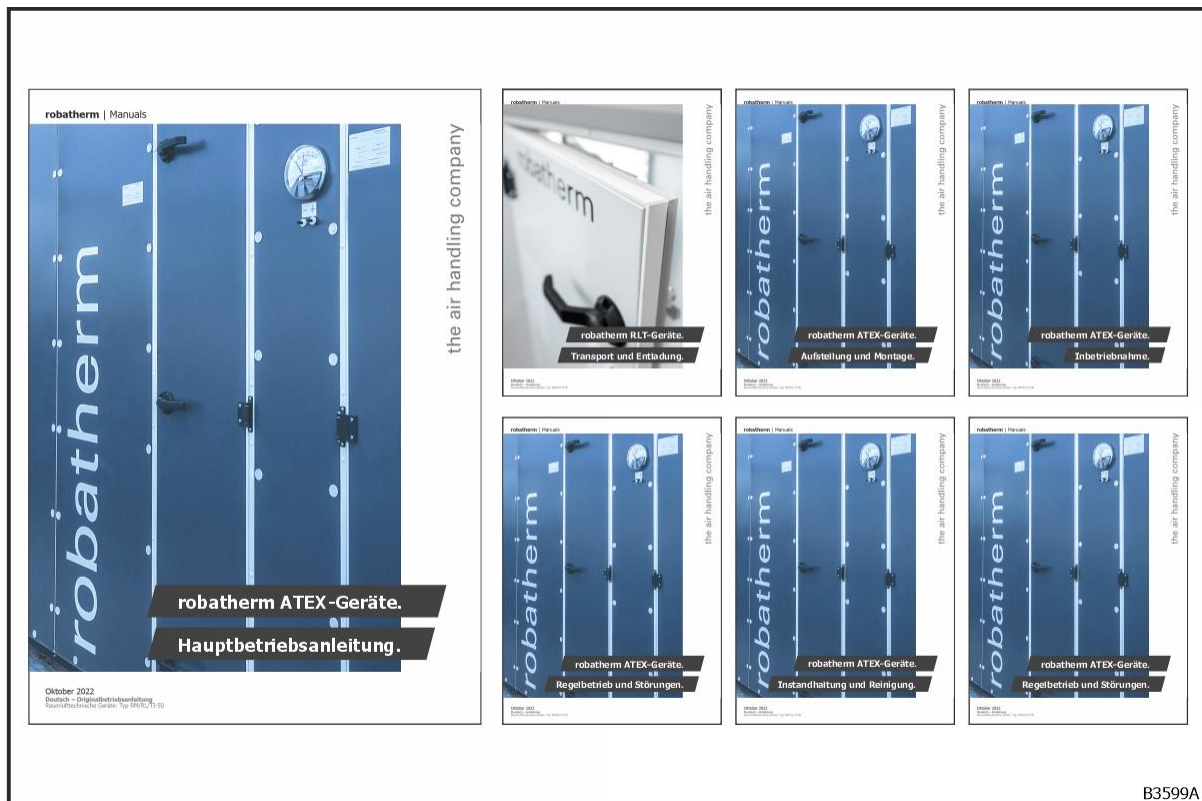 robatherm | Manuals
the air handling company
robatherm
robatherm ATEX-Geräte.
Hauptbetriebsanleitung.
Oktober 2022
Deutsch – Originalbetriebsanleitung
Raumlufttechnische Geräte: Typ RM/RL/TI-50
robatherm | Manuals
the air handling company
robatherm
robatherm RLT-Geräte.
Transport und Entladung.
Oktober 2022
robatherm | Manuals
the air handling company
robatherm
robatherm ATEX-Geräte.
Aufstellung und Montage.
Oktober 2022
robatherm | Manuals
the air handling company
robatherm
robatherm ATEX-Geräte.
Inbetriebnahme.
Oktober 2022
robatherm | Manuals
the air handling company
robatherm
robatherm ATEX-Geräte.
Regelbetrieb und Störungen.
Oktober 2022
robatherm | Manuals
the air handling company
robatherm
robatherm ATEX-Geräte.
Instandhaltung und Reinigung.
Oktober 2022
robatherm | Manuals
the air handling company
robatherm
robatherm ATEX-Geräte.
Regelbetrieb und Störungen.
Oktober 2022
B3599A